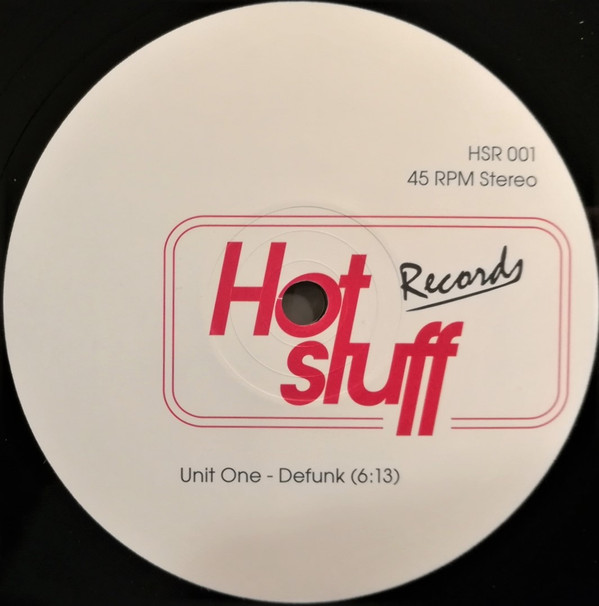 HSR 001
45 RPM Stereo
Hot Records
stuff
Unit One - Defunk (6:13)